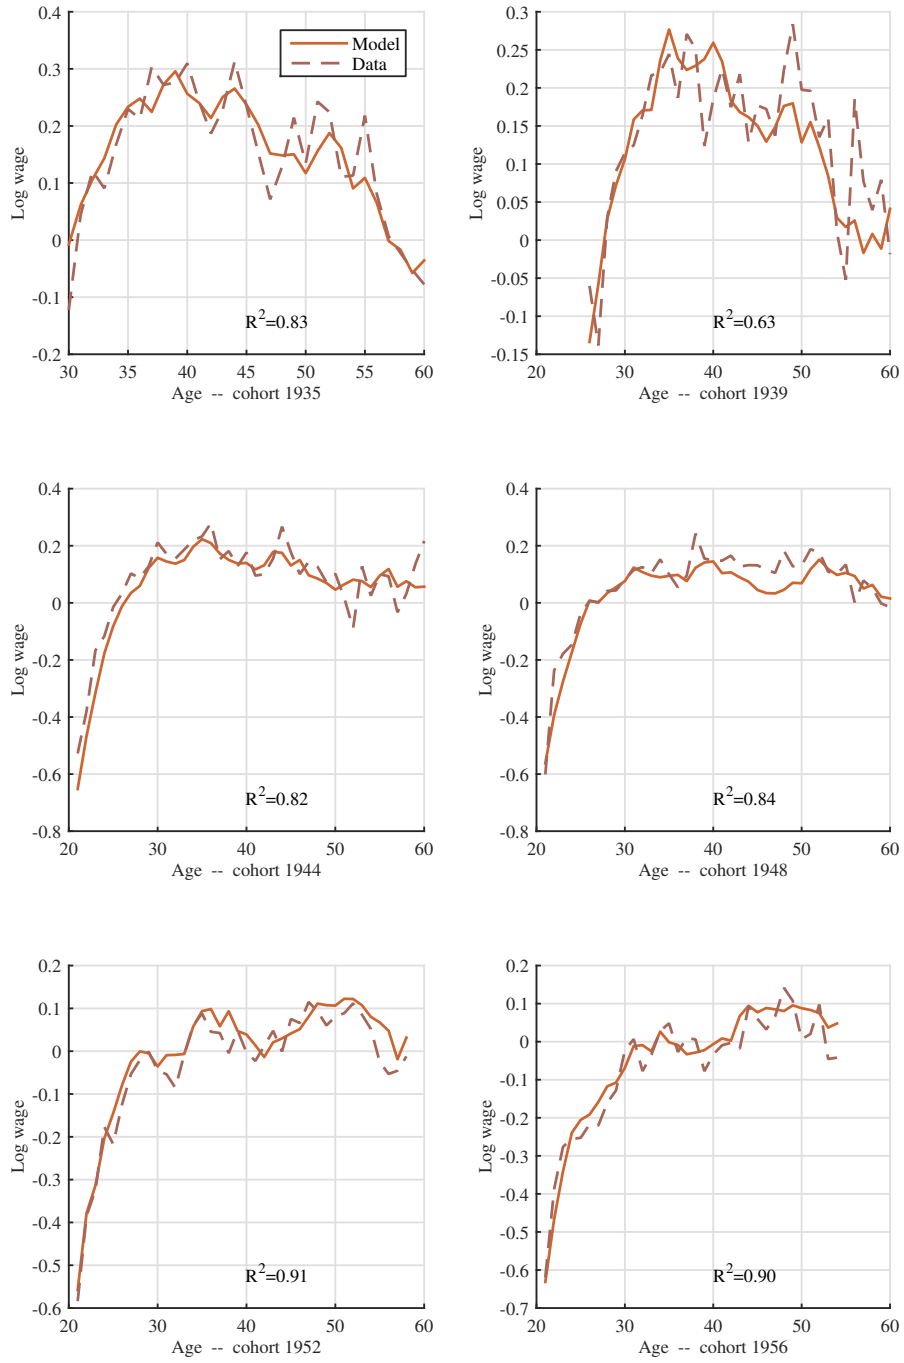 0.4
0.3
0.2
0.1
0
-0.1
-0.2
Log wage
Model
Data
R²=0.83
30 35 40 45 50 55 60
Age -- cohort 1935
0.3
0.25
0.2
0.15
0.1
0.05
0
-0.05
-0.1
-0.15
Log wage
R²=0.63
20 30 40 50 60
Age -- cohort 1939
0.4
0.2
0
-0.2
-0.4
-0.6
-0.8
Log wage
R²=0.82
20 30 40 50 60
Age -- cohort 1944
0.4
0.2
0
-0.2
-0.4
-0.6
-0.8
Log wage
R²=0.84
20 30 40 50 60
Age -- cohort 1948
0.2
0.1
0
-0.1
-0.2
-0.3
-0.4
-0.5
-0.6
Log wage
R²=0.91
20 30 40 50 60
Age -- cohort 1952
0.2
0.1
0
-0.1
-0.2
-0.3
-0.4
-0.5
-0.6
-0.7
Log wage
R²=0.90
20 30 40 50 60
Age -- cohort 1956